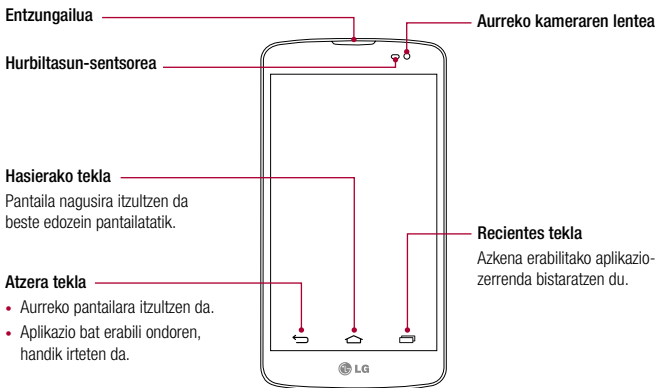 Entzungailua
Hurbiltasun-sentsorea
Hasierako tekla
Pantaila nagusira itzultzen da
beste edozein pantailatatik.
Atzera tekla
• Aurreko pantailara itzultzen da.
• Aplikazio bat erabili ondoren,
handik irteten da.
Aurreko kameraren lentea
Recientes tekla
Azkena erabilitako aplikazio-
zerrenda bistaratzen du.
LG